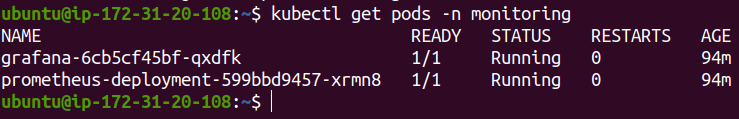 ubuntu@ip-172-31-20-108:~$ kubectl get pods -n monitoring
NAME READY STATUS RESTARTS AGE
grafana-6cb5cf45bf-qxdfk 1/1 Running 0 94m
prometheus-deployment-599bbd9457-xrmn8 1/1 Running 0 94m
ubuntu@ip-172-31-20-108:~$